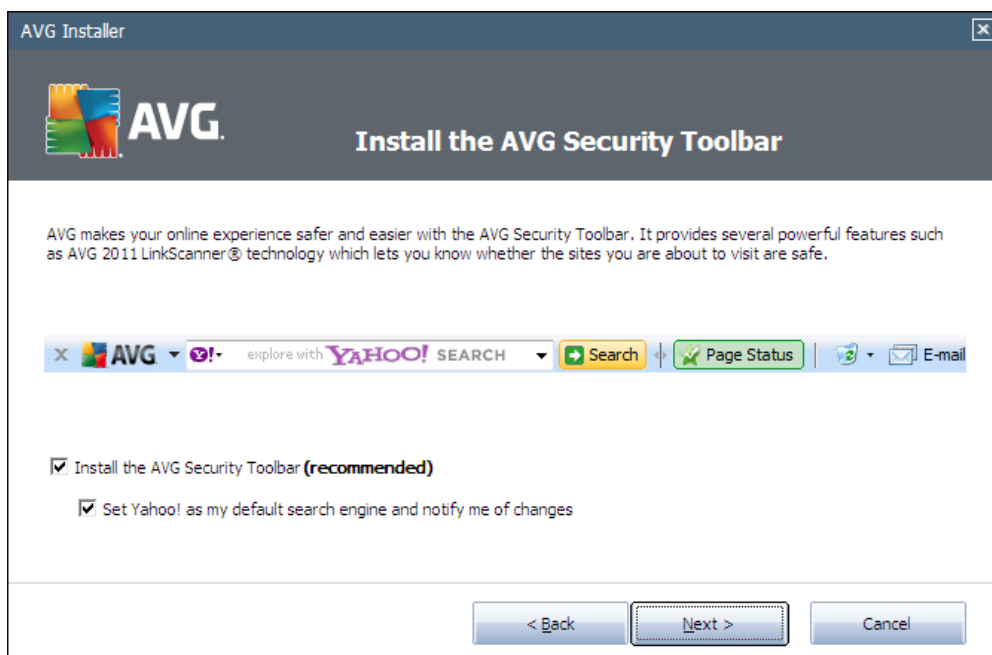 AVG Installer
AVG.
Install the AVG Security Toolbar
AVG makes your online experience safer and easier with the AVG Security Toolbar. It provides several powerful features such
as AVG 2011 LinkScanner® technology which lets you know whether the sites you are about to visit are safe.
X AVG Y! explore with YAHOO! SEARCH Search Page Status E-mail
Install the AVG Security Toolbar (recommended)
Set Yahoo! as my default search engine and notify me of changes
< Back Next > Cancel